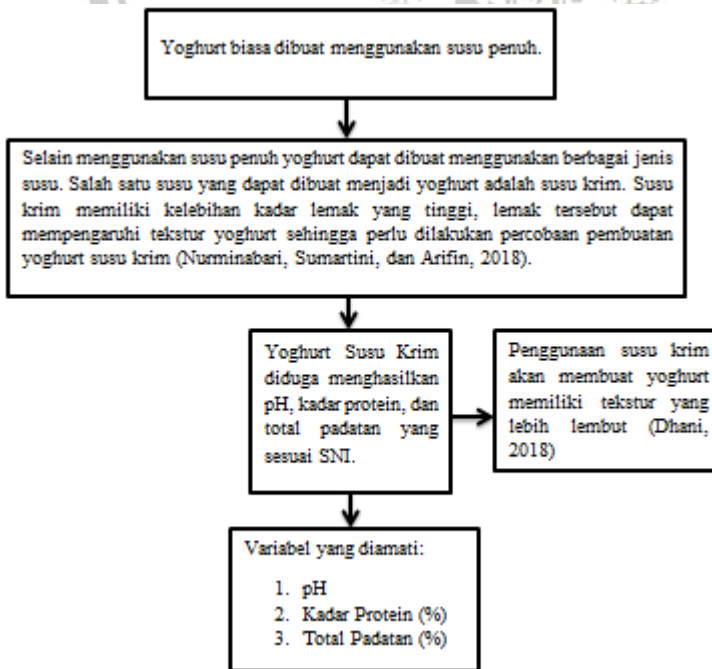 Yoghurt biasa dibuat menggunakan susu penuh.
Selain menggunakan susu penuh yoghurt dapat dibuat menggunakan berbagai jenis
susu. Salah satu susu yang dapat dibuat menjadi yoghurt adalah susu krim. Susu
krim memiliki kelebihan kadar lemak yang tinggi, lemak tersebut dapat
mempengaruhi tekstur yoghurt sehingga perlu dilakukan percobaan pembuatan
yoghurt susu krim (Nurminabari, Sumartini, dan Arifin, 2018).
Yoghurt Susu Krim
diduga menghasilkan
pH, kadar protein, dan
total padatan yang
sesuai SNI.
Penggunaan susu krim
akan membuat yoghurt
memiliki tekstur yang
lebih lembut (Dhani,
2018)
Variabel yang diamati:
1. pH
2. Kadar Protein (%)
3. Total Padatan (%)